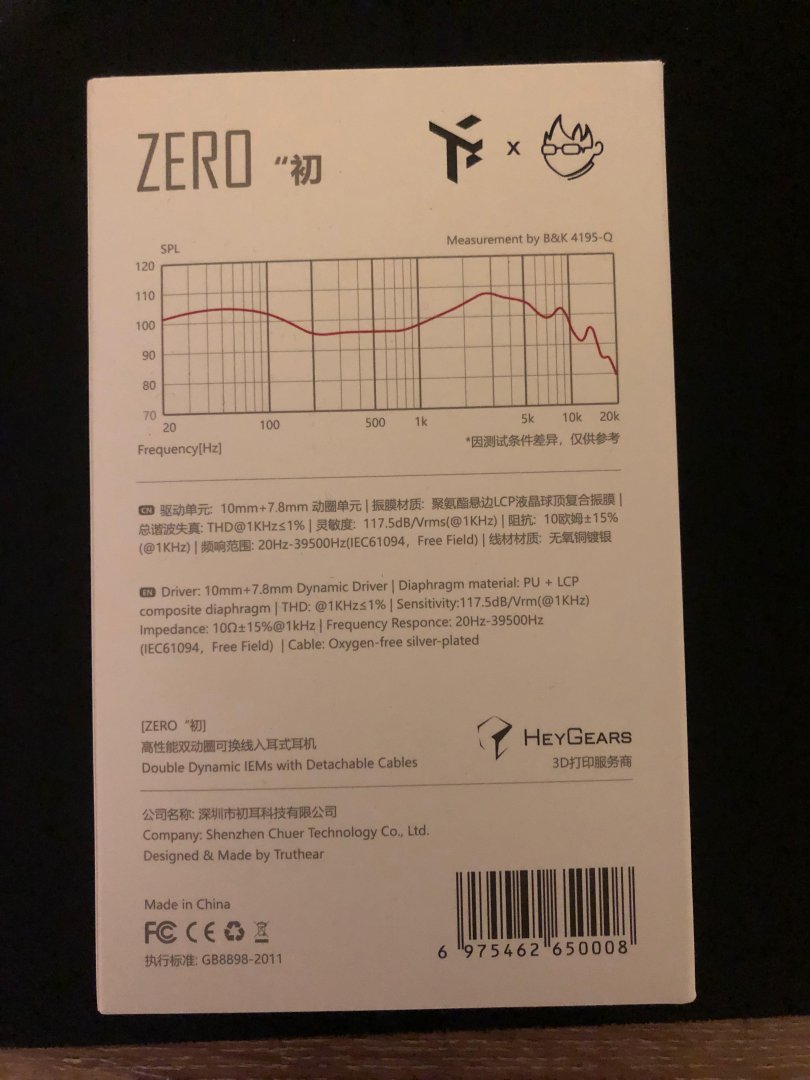 ZERO “初
x
SPL
Measurement by B&K 4195-Q
120
110
100
90
80
70
20 100 500 1k 5k 10k 20k
Frequency[Hz]
*因测试条件差异，仅供参考
CN 驱动单元: 10mm+7.8mm 动圈单元 | 振膜材质: 聚氨酯悬边LCP液晶球顶复合振膜 |
总谐波失真: THD@1KHz≤1% | 灵敏度: 117.5dB/Vrms(@1KHz) | 阻抗: 10欧姆±15%
(@1KHz) | 频响范围: 20Hz-39500Hz(IEC61094，Free Field) | 线材材质: 无氧铜镀银
EN Driver: 10mm+7.8mm Dynamic Driver | Diaphragm material: PU + LCP
composite diaphragm | THD: @1KHz≤1% | Sensitivity:117.5dB/Vrm(@1KHz)
Impedance: 10Ω±15%@1kHz | Frequency Responce: 20Hz-39500Hz
(IEC61094，Free Field) | Cable: Oxygen-free silver-plated
[ZERO“初]
高性能双动圈可换线入耳式耳机
Double Dynamic IEMs with Detachable Cables
HEYGEARS
3D打印服务商
公司名称: 深圳市初耳科技有限公司
Company: Shenzhen Chuer Technology Co., Ltd.
Designed & Made by Truthear
Made in China
FC CE
执行标准: GB8898-2011
6 975462 650008